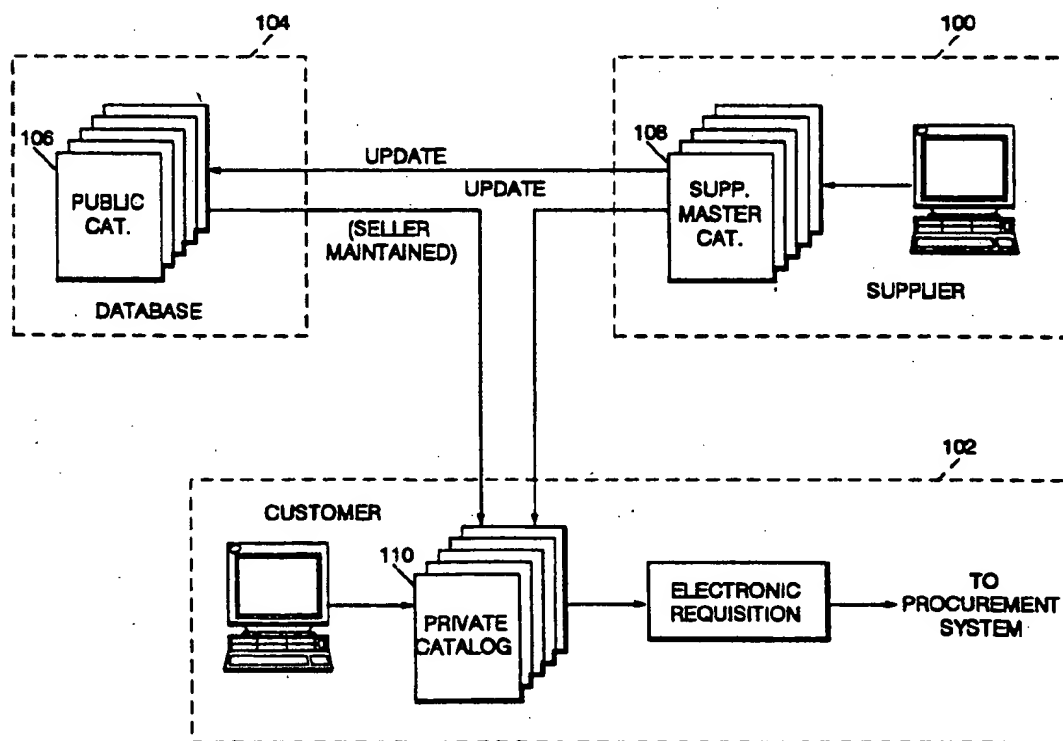 104
100
106
PUBLIC
CAT.
DATABASE
UPDATE
UPDATE
(SELLER
MAINTAINED)
108
SUPP.
MASTER
CAT.
SUPPLIER
102
CUSTOMER
110
PRIVATE
CATALOG
ELECTRONIC
REQUISITION
TO
PROCUREMENT
SYSTEM